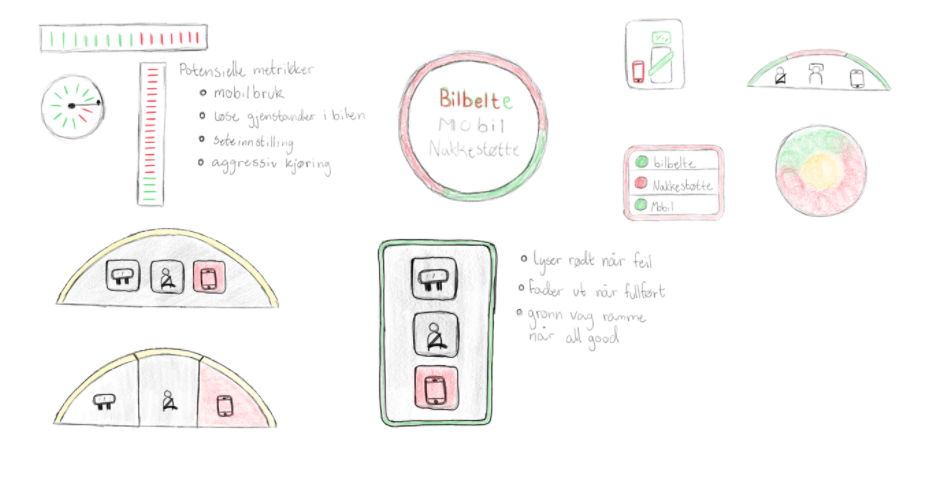 Potensielle metrikker
mobilbruk
løse gjenstander i bilen
seteinnstilling
aggressiv kjøring
Bilbelte
Mobil
Nakkestøtte
bilbelte
Nakkestøtte
Mobil
Lyser rødt når feil
fader ut når fullført
grønn vag ramme
når all good